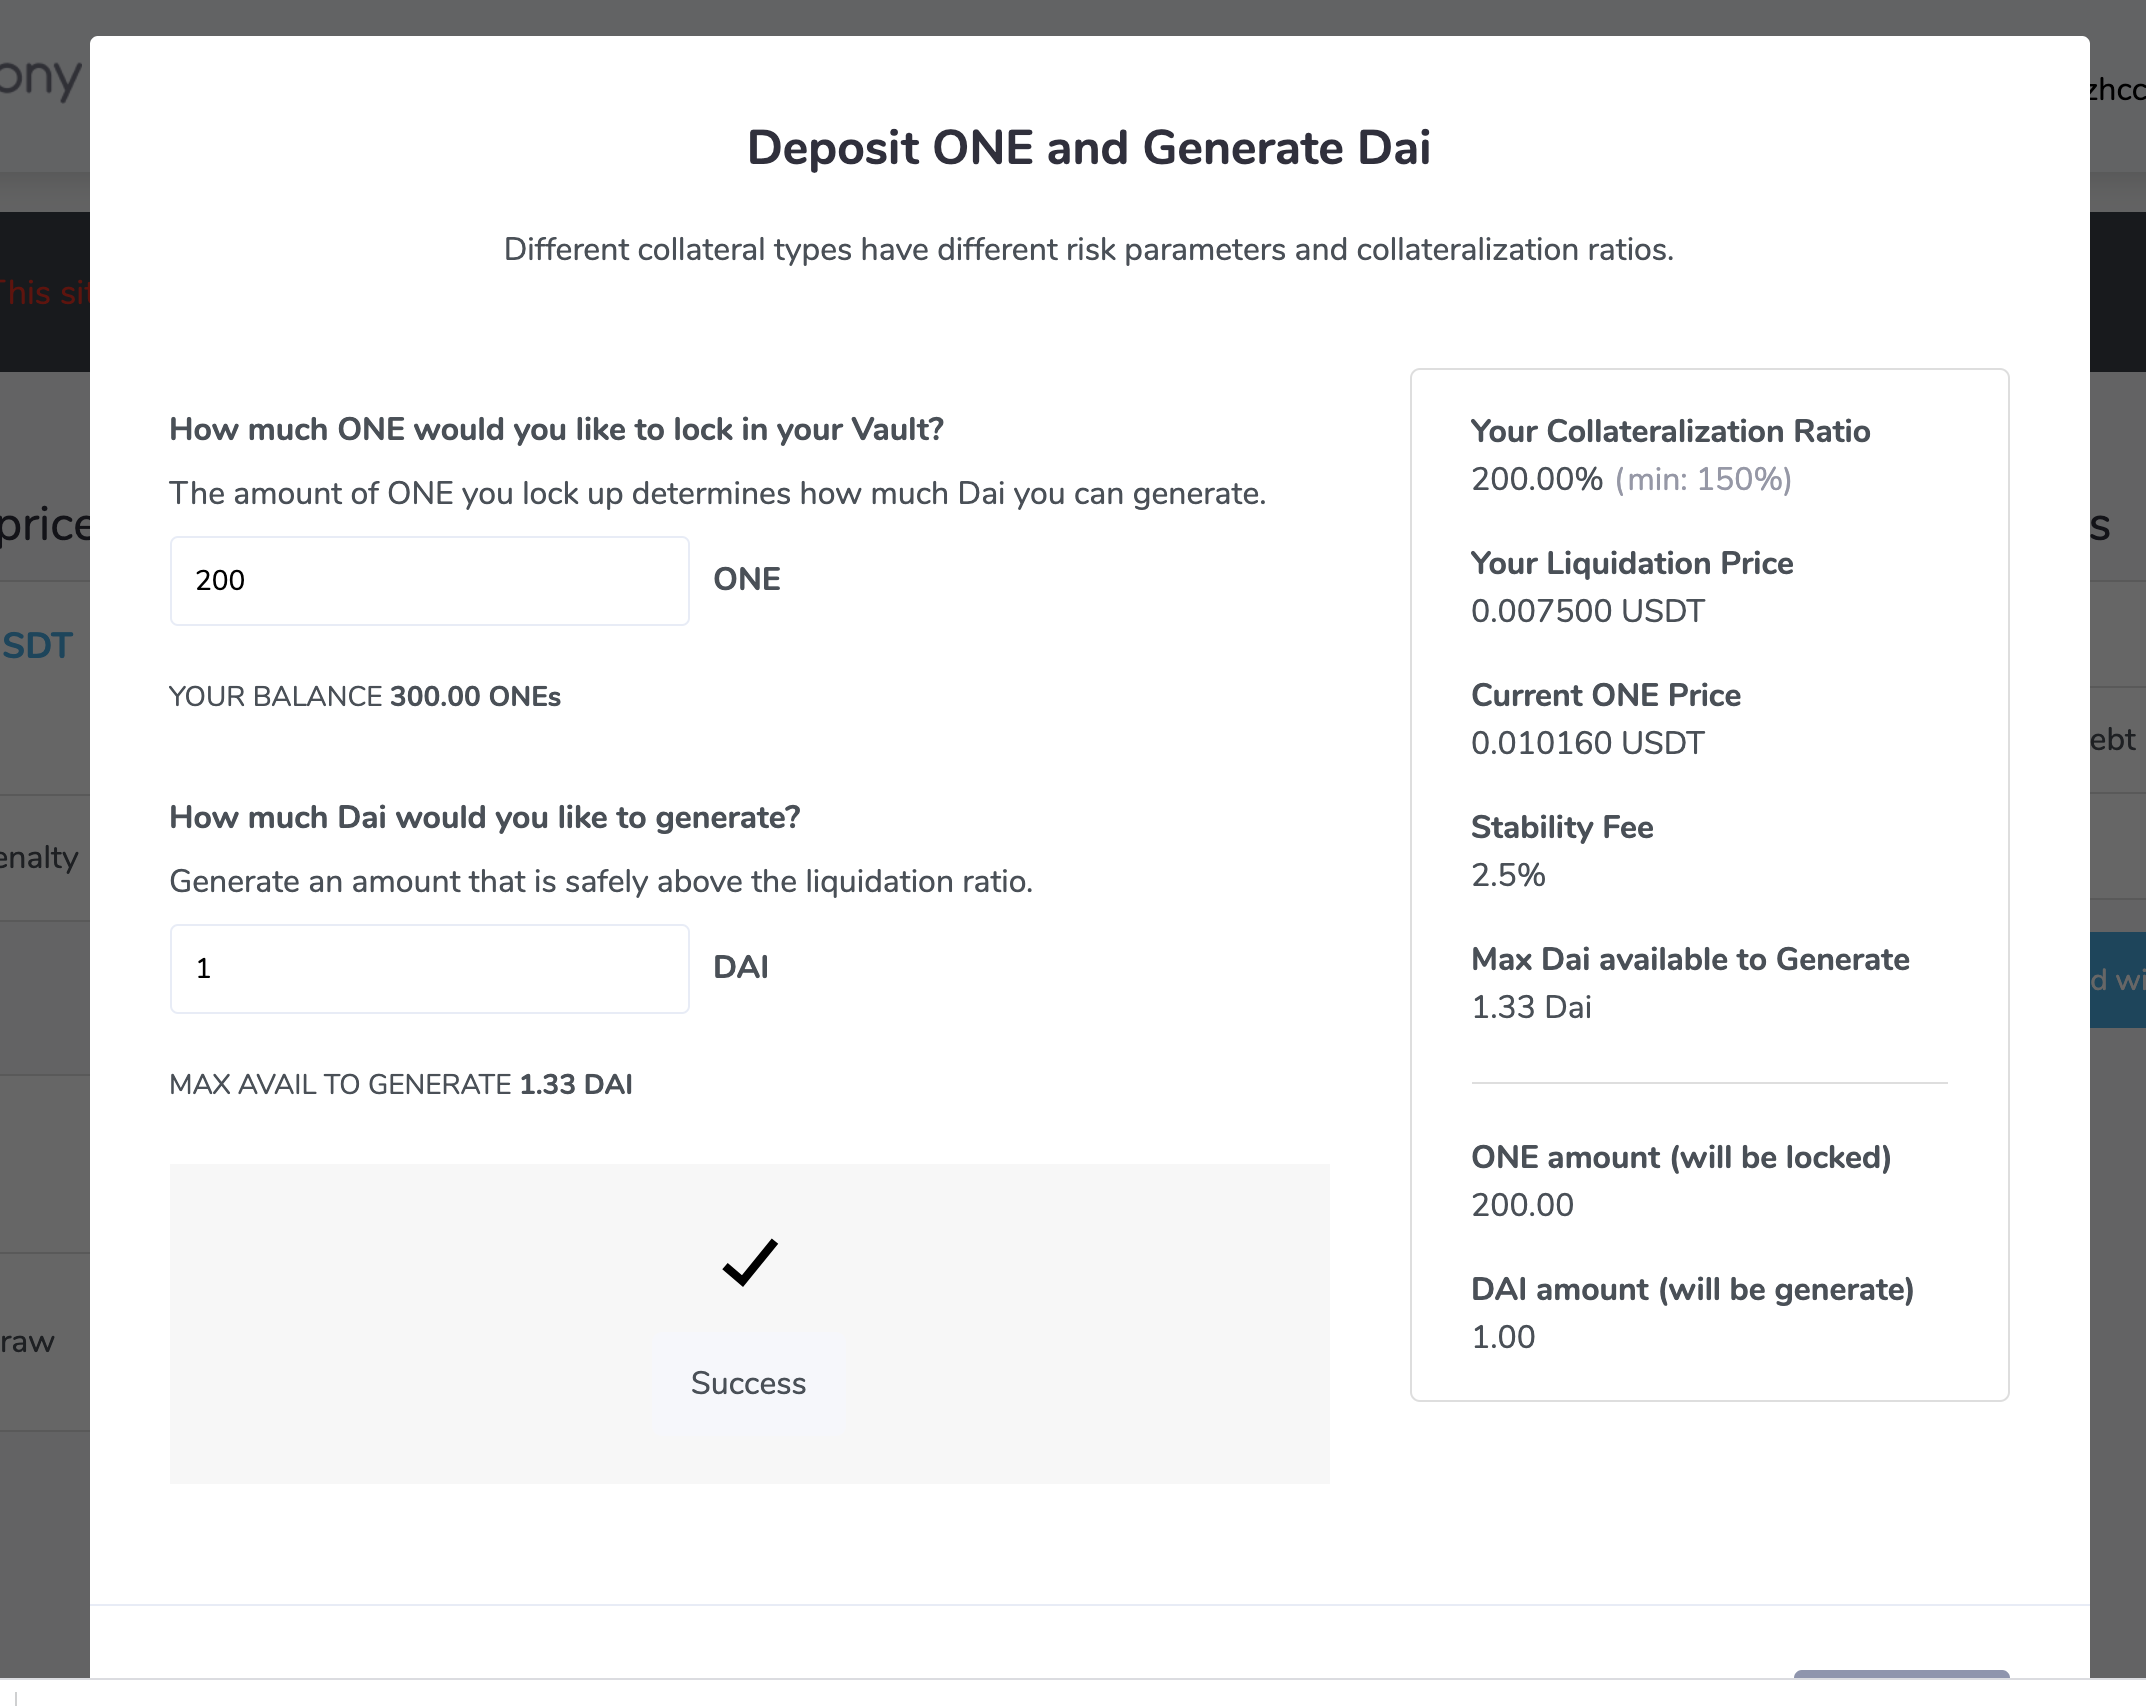 ony
zhcc
This sit
Deposit ONE and Generate Dai
Different collateral types have different risk parameters and collateralization ratios.
price
s
SDT
ebt
enalty
d wi
raw
How much ONE would you like to lock in your Vault?
The amount of ONE you lock up determines how much Dai you can generate.
200
ONE
YOUR BALANCE 300.00 ONEs
How much Dai would you like to generate?
Generate an amount that is safely above the liquidation ratio.
1
DAI
MAX AVAIL TO GENERATE 1.33 DAI
Success
Your Collateralization Ratio
200.00% (min: 150%)
Your Liquidation Price
0.007500 USDT
Current ONE Price
0.010160 USDT
Stability Fee
2.5%
Max Dai available to Generate
1.33 Dai
ONE amount (will be locked)
200.00
DAI amount (will be generate)
1.00